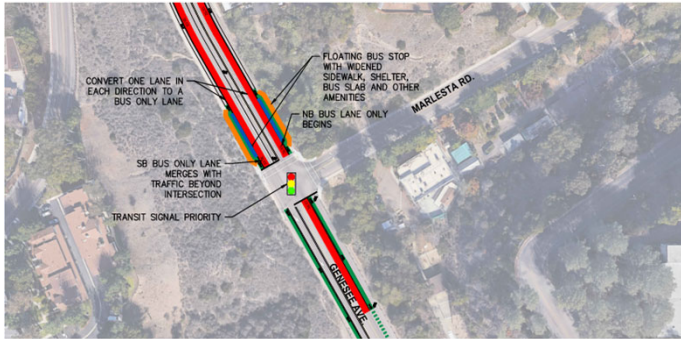 FLOATING BUS STOP
WITH WIDENED
SIDEWALK, SHELTER,
BUS SLAB AND OTHER
AMENITIES
CONVERT ONE LANE IN
EACH DIRECTION TO A
BUS ONLY LANE
MARLESTA RD.
NB BUS LANE ONLY
BEGINS
SB BUS ONLY LANE
MERGES WITH
TRAFFIC BEYOND
INTERSECTION
TRANSIT SIGNAL PRIORITY
GENESEE AVE